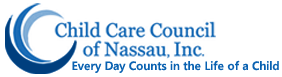 Child Care Council
of Nassau, Inc.
Every Day Counts in the Life of a Child